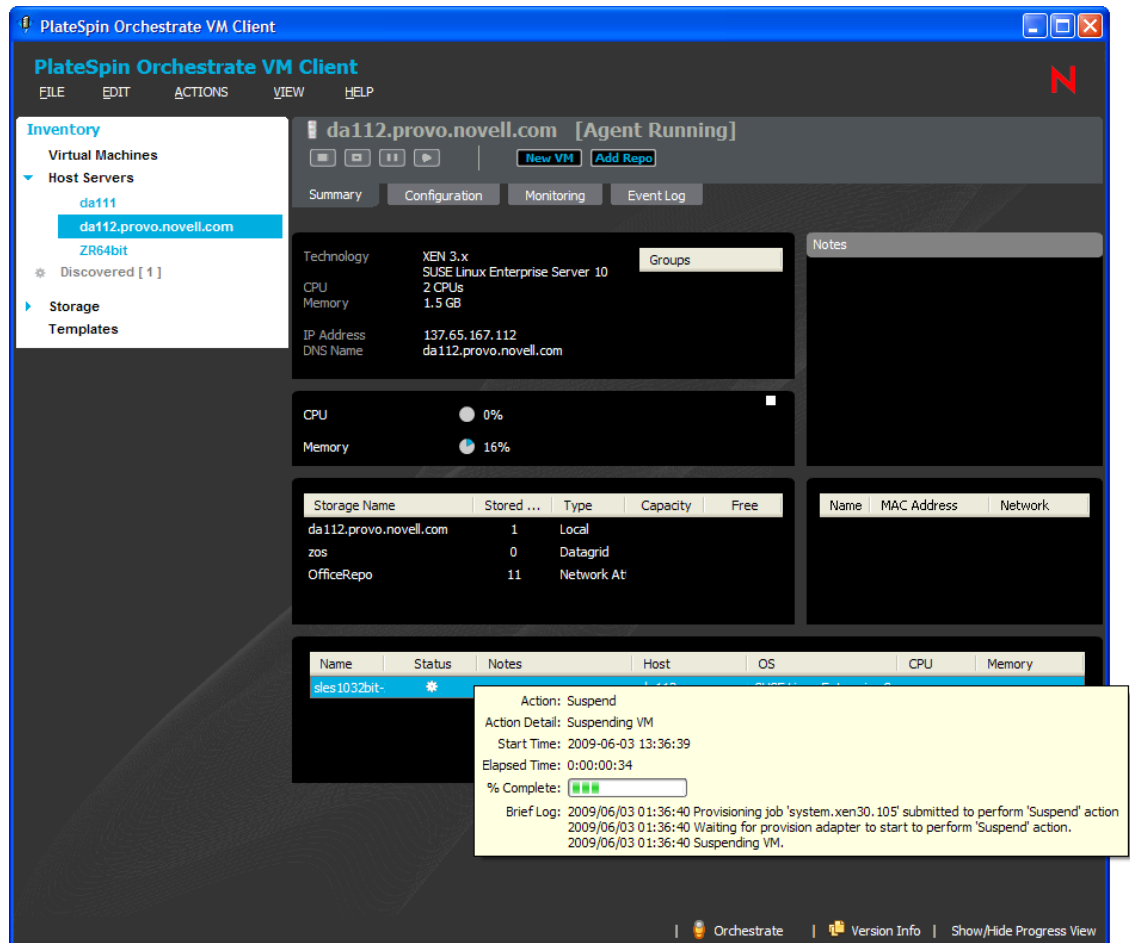 PlateSpin Orchestrate VM Client
PlateSpin Orchestrate VM Client
FILE EDIT ACTIONS VIEW HELP
N
Inventory
Virtual Machines
Host Servers
da111
da112.provo.novell.com
ZR64bit
Discovered [ 1 ]
Storage
Templates
da112.provo.novell.com [Agent Running]
New VM Add Repo
Summary Configuration Monitoring Event Log
Technology XEN 3.x
SUSE Linux Enterprise Server 10
CPU 2 CPUs
Memory 1.5 GB
IP Address 137.65.167.112
DNS Name da112.provo.novell.com
Groups
Notes
CPU 0%
Memory 16%
Storage Name Stored ... Type Capacity Free
da112.provo.novell.com 1 Local
zos 0 Datagrid
OfficeRepo 11 Network At
Name MAC Address Network
Name Status Notes Host OS CPU Memory
sles1032bit-
Action: Suspend
Action Detail: Suspending VM
Start Time: 2009-06-03 13:36:39
Elapsed Time: 0:00:00:34
% Complete:
Brief Log: 2009/06/03 01:36:40 Provisioning job 'system.xen30.105' submitted to perform 'Suspend' action
2009/06/03 01:36:40 Waiting for provision adapter to start to perform 'Suspend' action.
2009/06/03 01:36:40 Suspending VM.
| Orchestrate | Version Info | Show/Hide Progress View